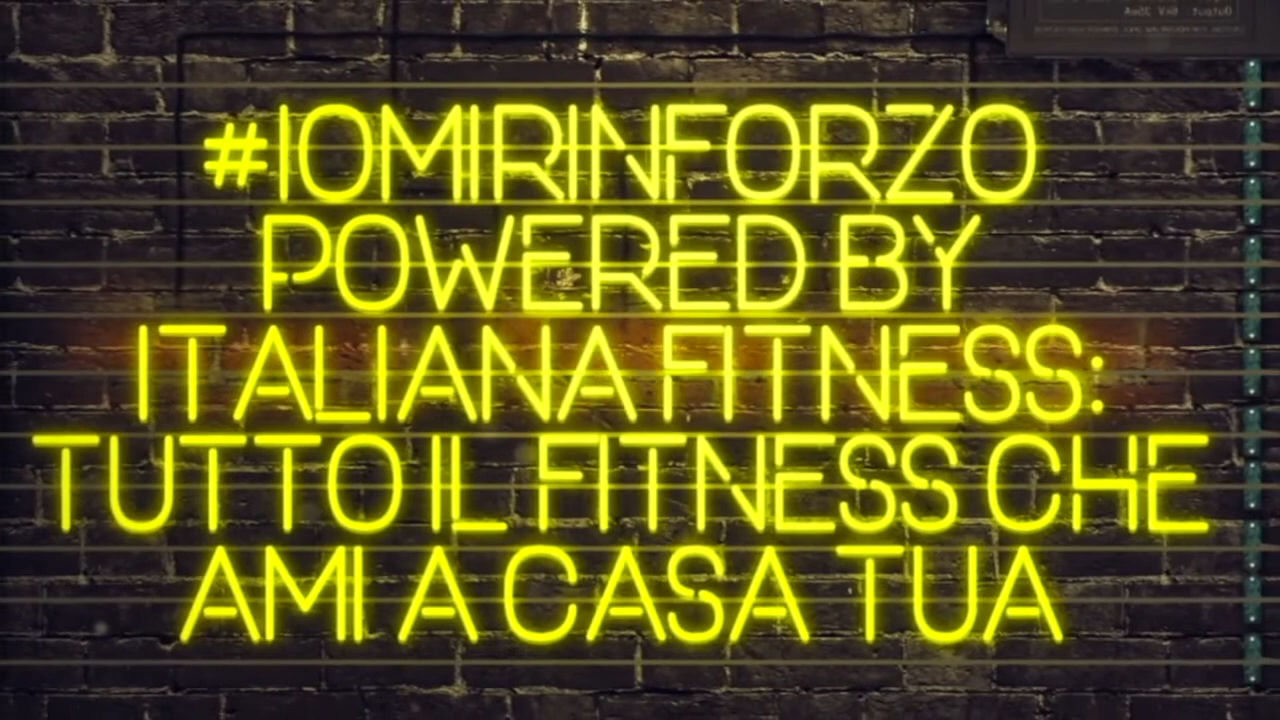 #IOMIRINFORZO
POWERED BY
ITALIANA FITNESS:
TUTTO IL FITNESS CHE
AMI A CASA TUA